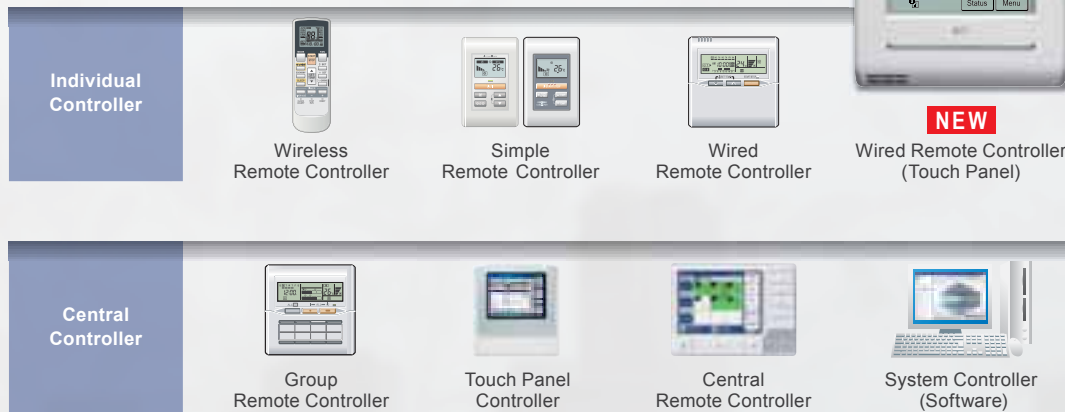 Status Menu
Individual
Controller
NEW
Wireless
Remote Controller
Simple
Remote Controller
Wired
Remote Controller
Wired Remote Controller
(Touch Panel)
Central
Controller
Group
Remote Controller
Touch Panel
Controller
Central
Remote Controller
System Controller
(Software)